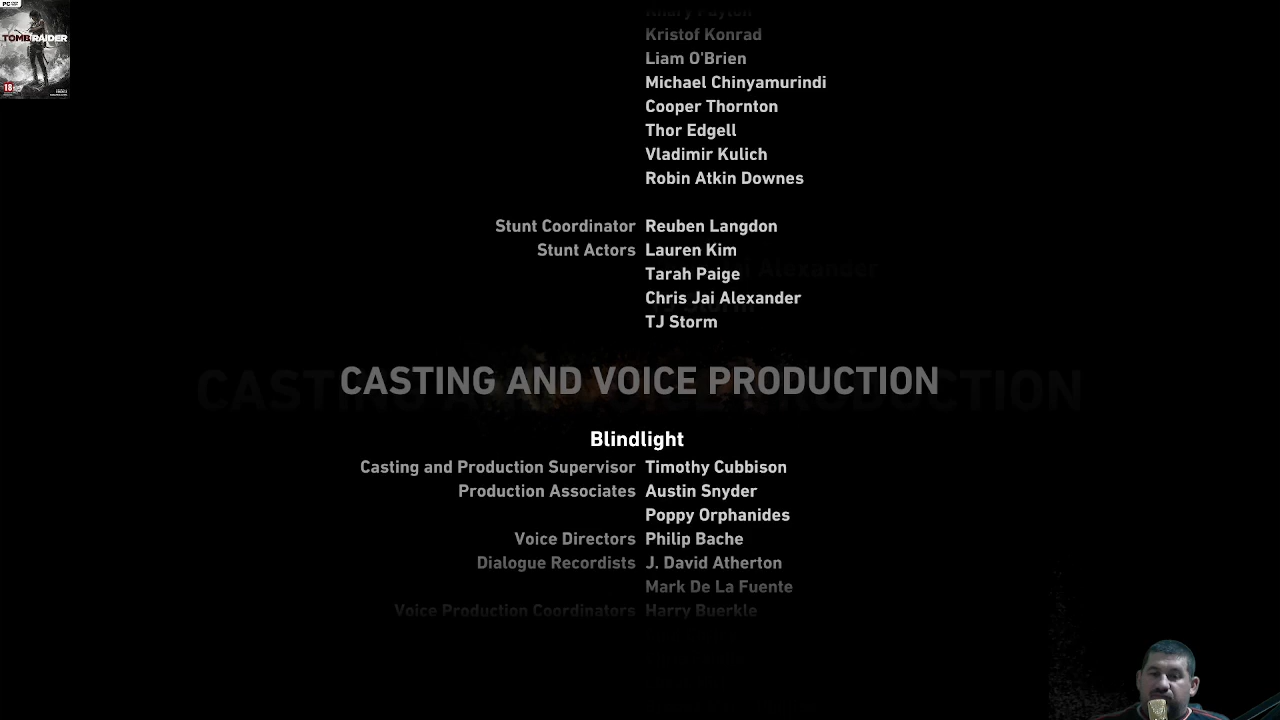 PC
TOMB RAIDER
18
Kristof Konrad
Liam O'Brien
Michael Chinyamurindi
Cooper Thornton
Thor Edgell
Vladimir Kulich
Robin Atkin Downes
Stunt Coordinator Reuben Langdon
Stunt Actors Lauren Kim
Tarah Paige
Chris Jai Alexander
TJ Storm
CASTING AND VOICE PRODUCTION
Blindlight
Casting and Production Supervisor Timothy Cubbison
Production Associates Austin Snyder
Poppy Orphanides
Voice Directors Philip Bache
Dialogue Recordists J. David Atherton
Mark De La Fuente
Voice Production Coordinators Harry Buerkle